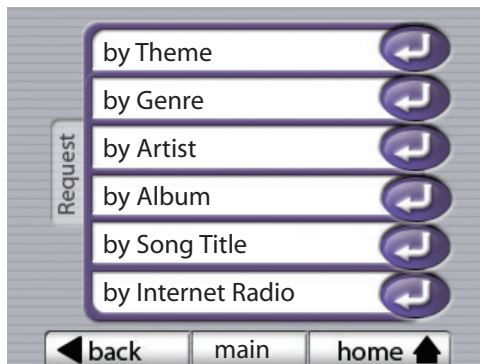 Request
by Theme
by Genre
by Artist
by Album
by Song Title
by Internet Radio
back main home